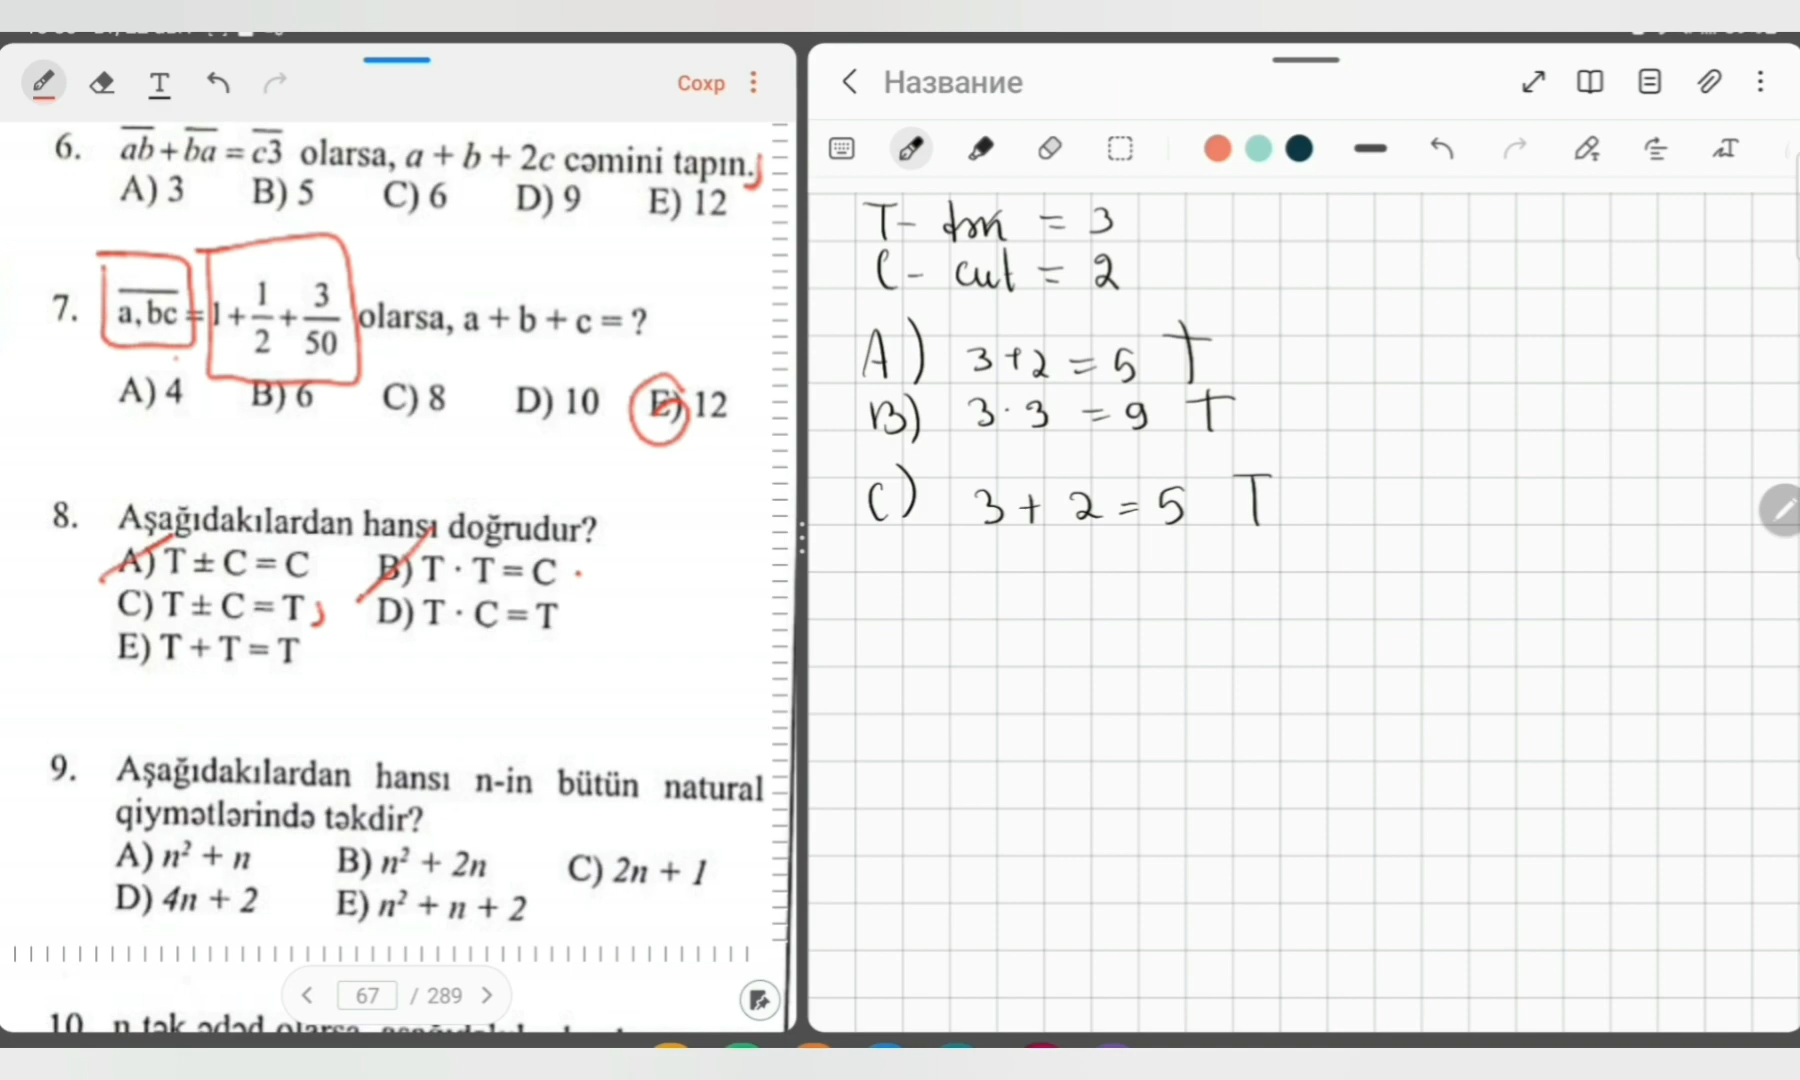 Сохр
6. ab + ba = c3 olarsa, a + b + 2c cəmini tapın.
A) 3 B) 5 C) 6 D) 9 E) 12
7. a, bc = 1 + 1/2 + 3/50 olarsa, a + b + c = ?
A) 4 B) 6 C) 8 D) 10 E) 12
8. Aşağıdakılardan hansı doğrudur?
A) T ± C = C B) T · T = C
C) T ± C = T D) T · C = T
E) T + T = T
9. Aşağıdakılardan hansı n-in bütün natural
qiymətlərində təkdir?
A) n² + n B) n² + 2n C) 2n + 1
D) 4n + 2 E) n² + n + 2
67 / 289
10. n tək ədəd olarsa,
Название
T - = 3
C - cut = 2
A) 3 + 2 = 5 T
B) 3 · 3 = 9 T
C) 3 + 2 = 5 T